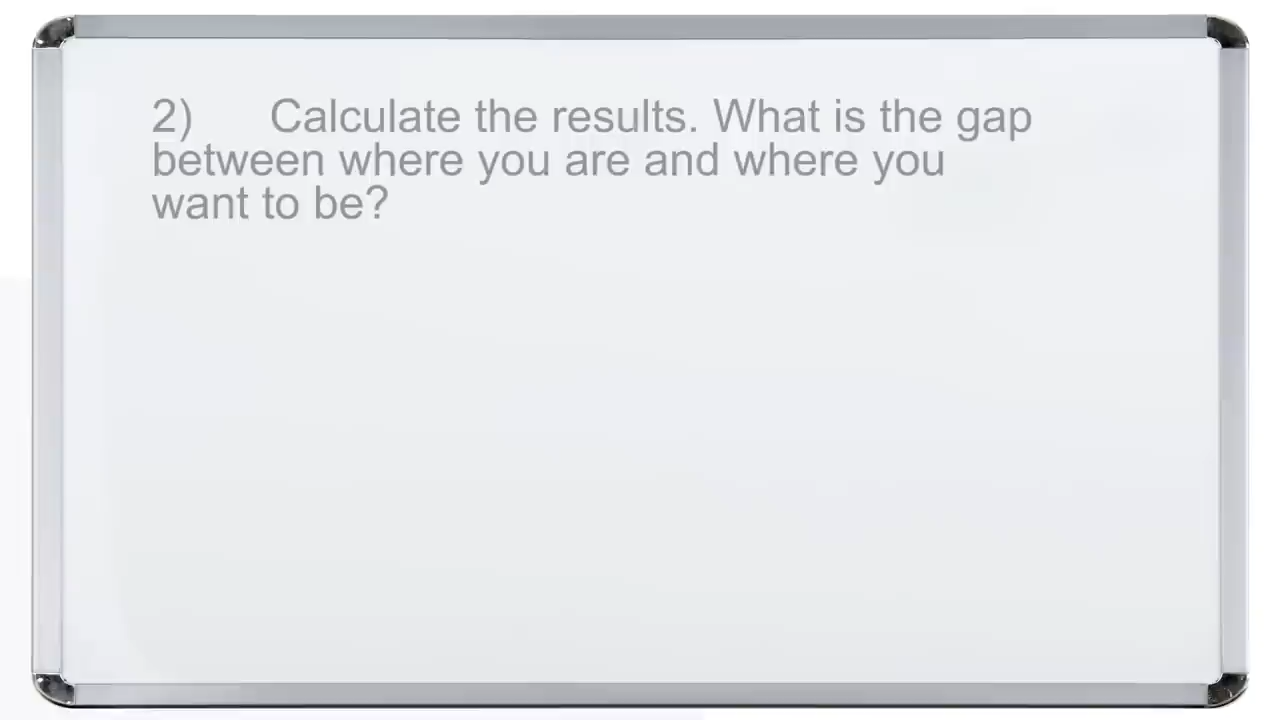 2) Calculate the results. What is the gap
between where you are and where you
want to be?